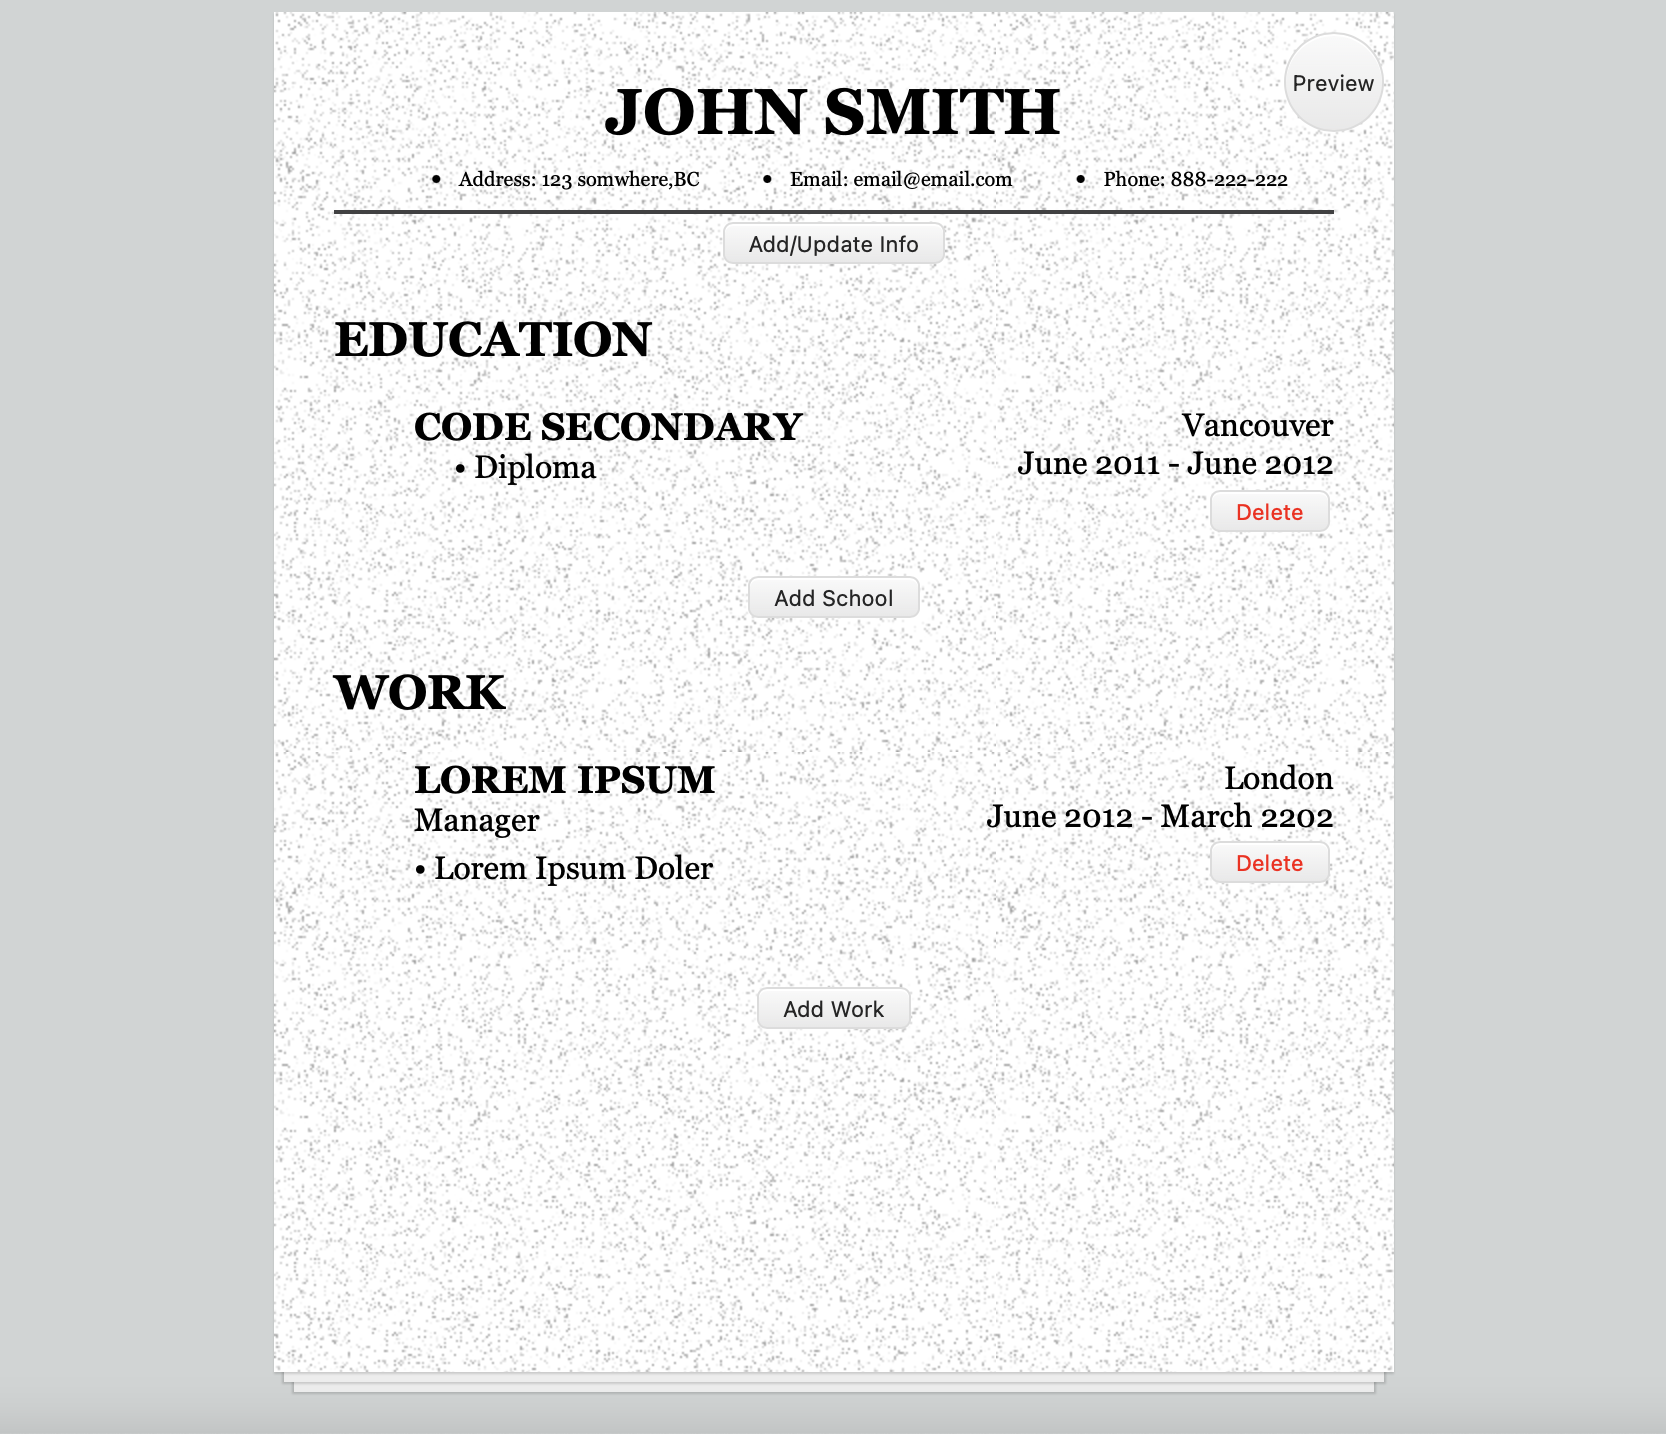 Preview
JOHN SMITH
• Address: 123 somwhere,BC • Email: email@email.com • Phone: 888-222-222
Add/Update Info
EDUCATION
CODE SECONDARY Vancouver
• Diploma June 2011 - June 2012
Delete
Add School
WORK
LOREM IPSUM London
Manager June 2012 - March 2202
• Lorem Ipsum Doler Delete
Add Work